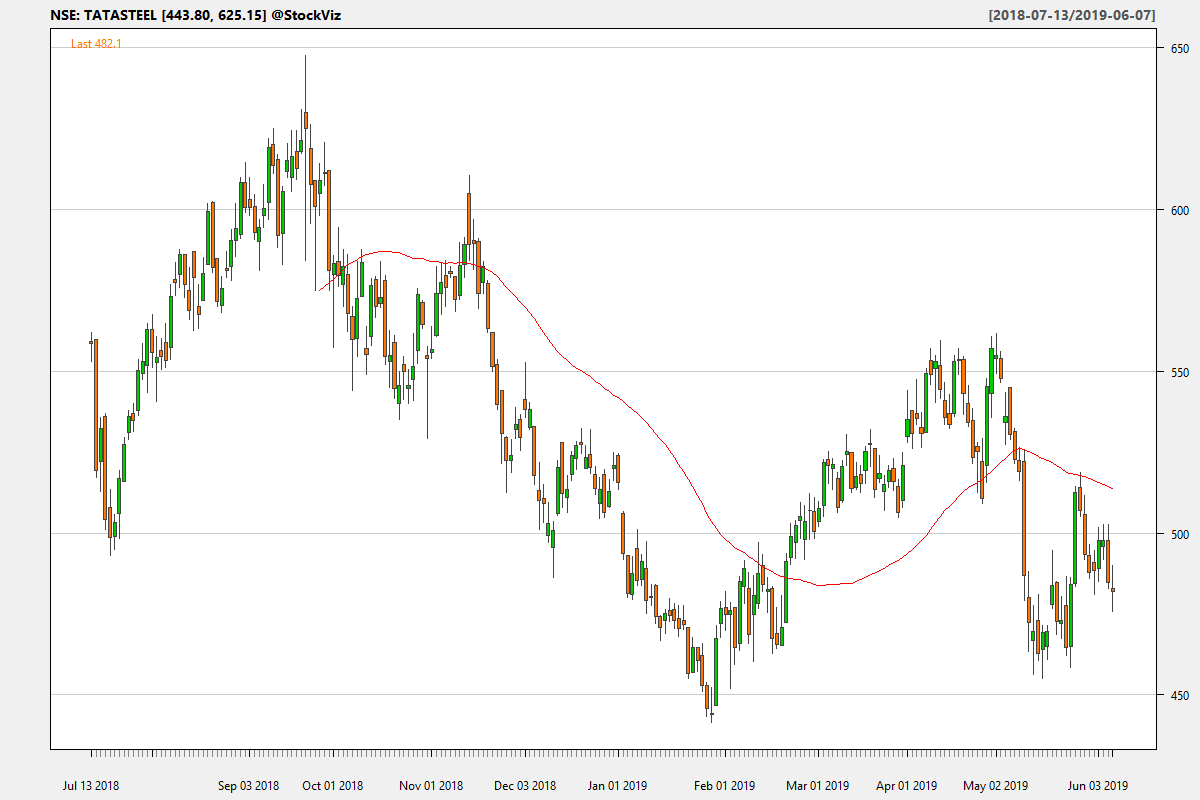 NSE: TATASTEEL [443.80, 625.15] @StockViz
[2018-07-13/2019-06-07]
Last 482.1
650
600
550
500
450
Jul 13 2018
Sep 03 2018
Oct 01 2018
Nov 01 2018
Dec 03 2018
Jan 01 2019
Feb 01 2019
Mar 01 2019
Apr 01 2019
May 02 2019
Jun 03 2019